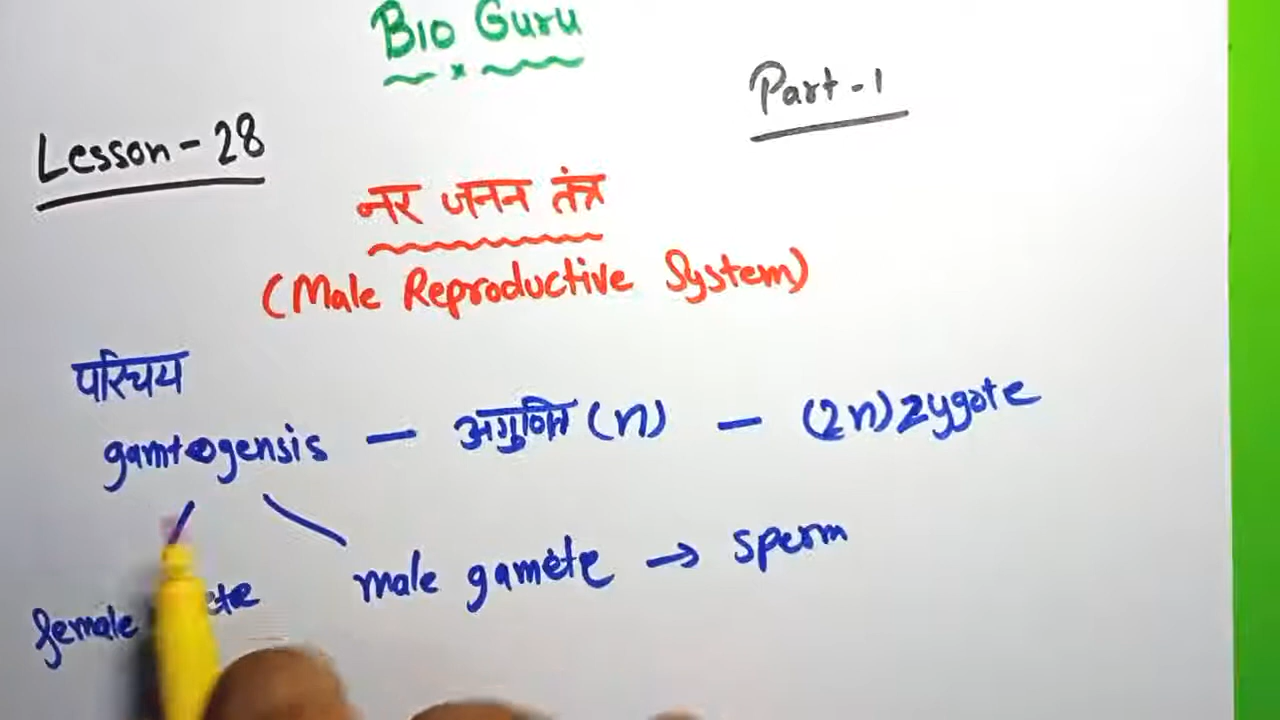 Bio Guru
Part-1
Lesson-28
नर जनन तंत्र
(Male Reproductive System)
परिचय
gamtogensis — अगुणित (n) — (2n) zygote
male gamete → sperm
female